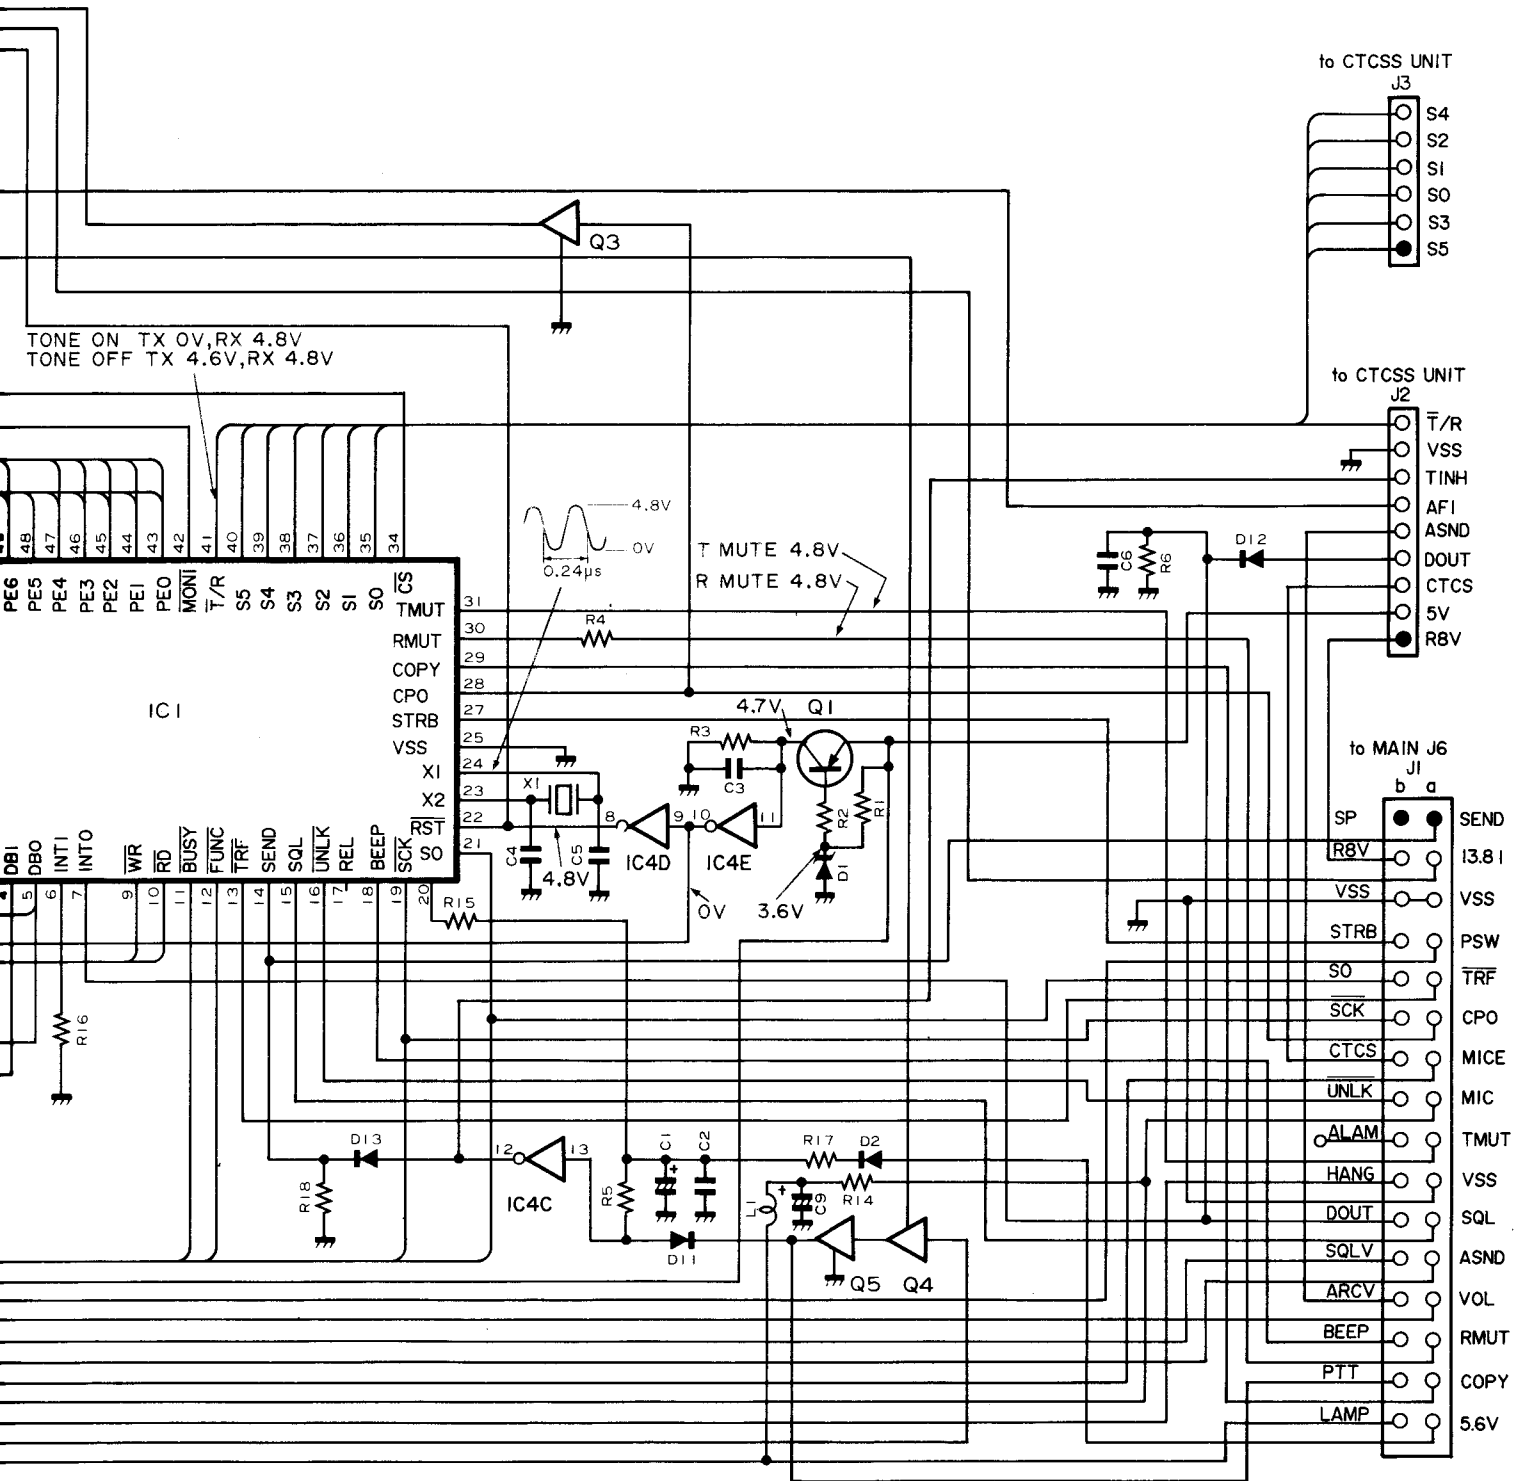 to CTCSS UNIT
J3
S4
S2
S1
S0
S3
S5
Q3
TONE ON TX 0V,RX 4.8V
TONE OFF TX 4.6V,RX 4.8V
to CTCSS UNIT
J2
T/R
VSS
TINH
AF1
ASND
DOUT
CTCS
5V
R8V
C6
R6
D12
4.8V
0V
0.24µs
T MUTE 4.8V
R MUTE 4.8V
48 47 46 45 44 43 42 41 40 39 38 37 36 35 34
PE6 PE5 PE4 PE3 PE2 PE1 PE0 MONI T/R S5 S4 S3 S2 S1 S0 CS
TMUT 31
RMUT 30
COPY 29
CPO 28
STRB 27
VSS 25
X1 24
X2 23
RST 22
SO 21
IC1
R4
4.7V
Q1
R3
C3
X1
8
9
10
11
IC4D
IC4E
R2
R1
D1
C4
C5
4.8V
0V
3.6V
DB1 DB0 INT1 INT0 WR RD BUSY FUNC TRF SEND SQL UNLK REL BEEP SCK
4 5 6 7 9 10 11 12 13 14 15 16 17 18 19 20
R15
R16
to MAIN J6
J1
b a
SP SEND
R8V 13.8I
VSS VSS
STRB PSW
SO TRF
SCK CPO
CTCS MICE
UNLK MIC
ALAM TMUT
HANG VSS
DOUT SQL
SQLV ASND
ARCV VOL
BEEP RMUT
PTT COPY
LAMP 5.6V
D13
R18
12
13
IC4C
R5
C1
+
C2
R17
D2
L1
+
C9
R14
D11
Q5
Q4